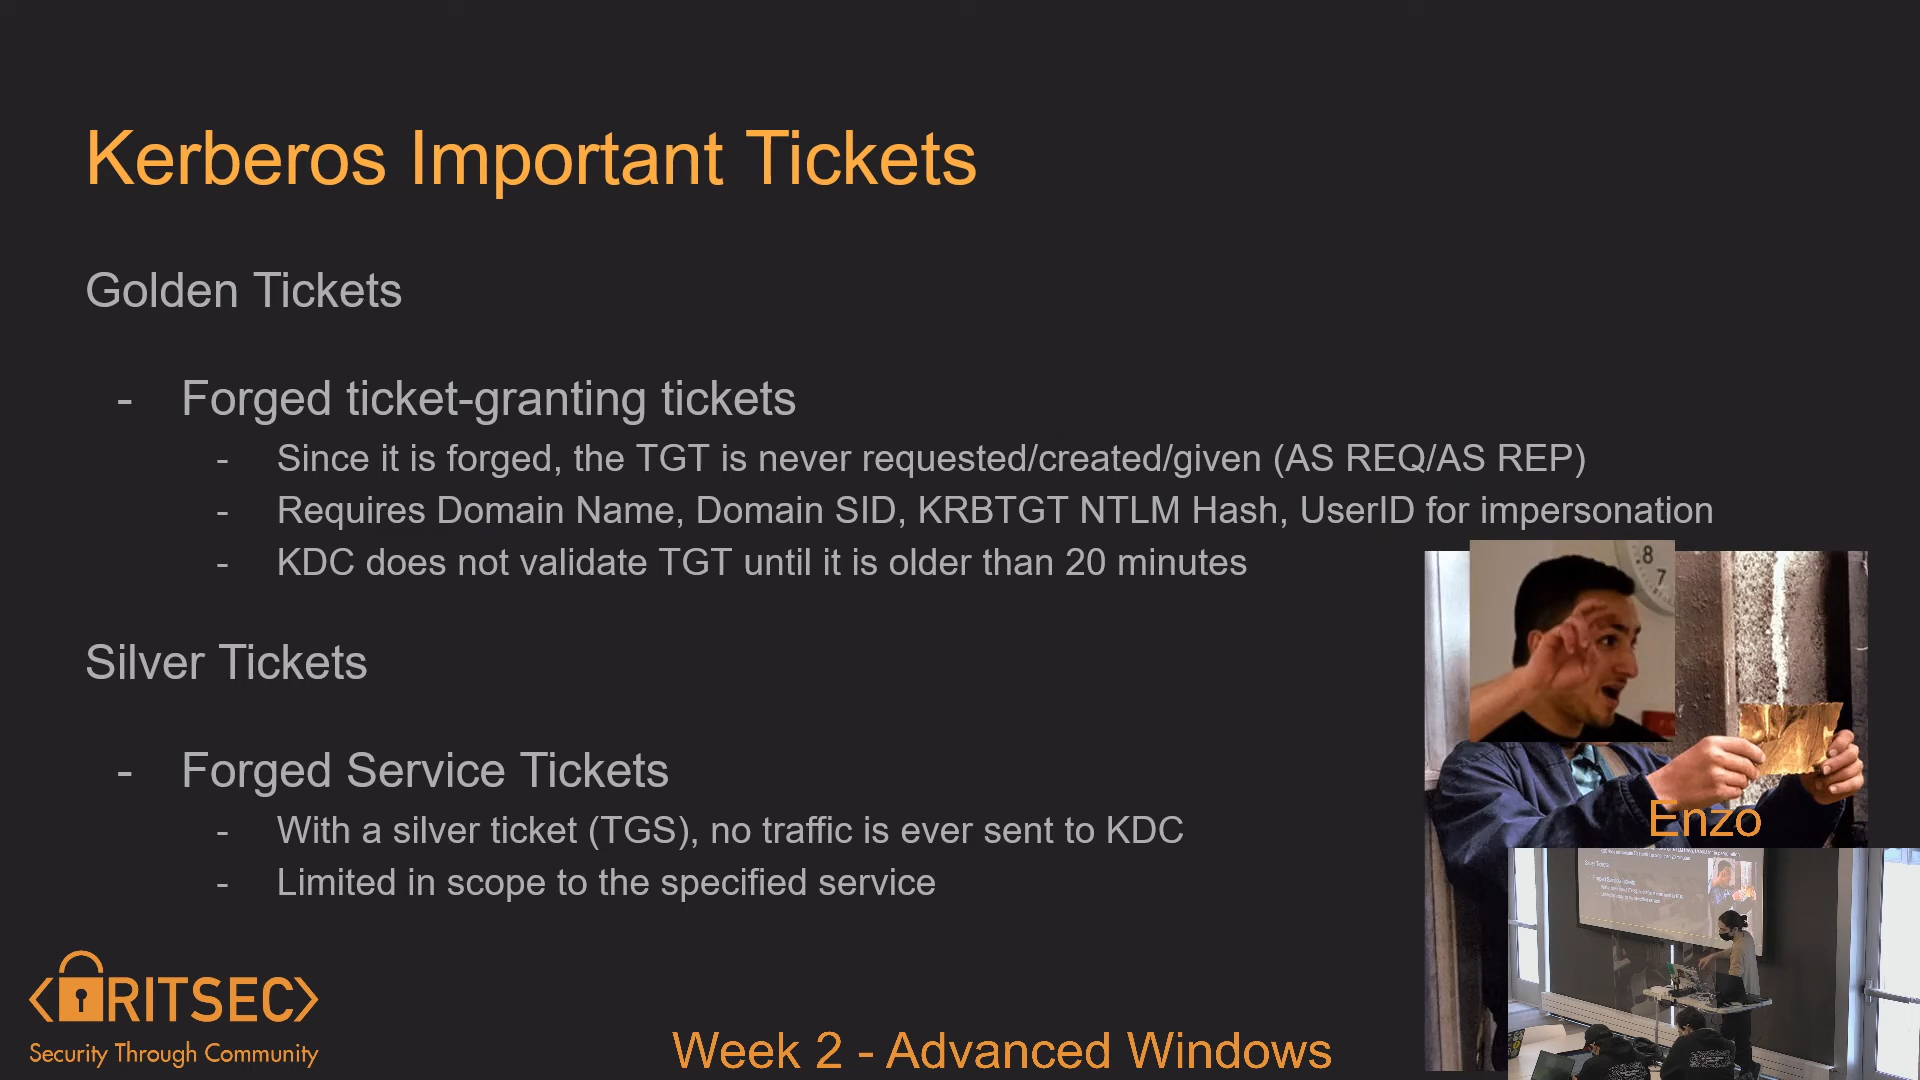 Kerberos Important Tickets
Golden Tickets
- Forged ticket-granting tickets
- Since it is forged, the TGT is never requested/created/given (AS REQ/AS REP)
- Requires Domain Name, Domain SID, KRBTGT NTLM Hash, UserID for impersonation
- KDC does not validate TGT until it is older than 20 minutes
8
7
Silver Tickets
- Forged Service Tickets
- With a silver ticket (TGS), no traffic is ever sent to KDC
- Limited in scope to the specified service
Enzo
<RITSEC>
Security Through Community
Week 2 - Advanced Windows